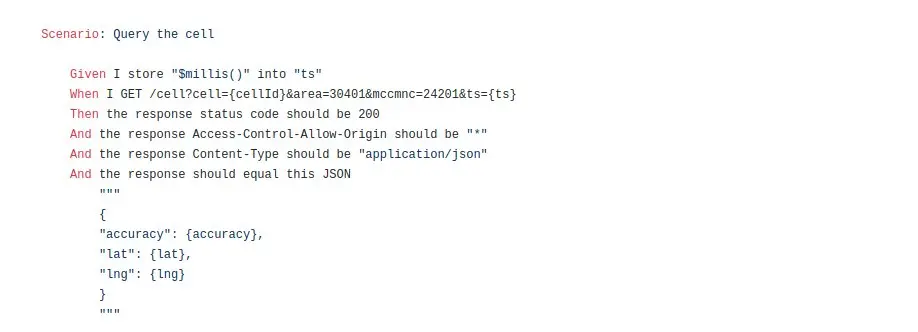 Scenario: Query the cell
Given I store "$millis()" into "ts"
When I GET /cell?cell={cellId}&area=30401&mccmnc=24201&ts={ts}
Then the response status code should be 200
And the response Access-Control-Allow-Origin should be "*"
And the response Content-Type should be "application/json"
And the response should equal this JSON
"""
{
"accuracy": {accuracy},
"lat": {lat},
"lng": {lng}
}
"""